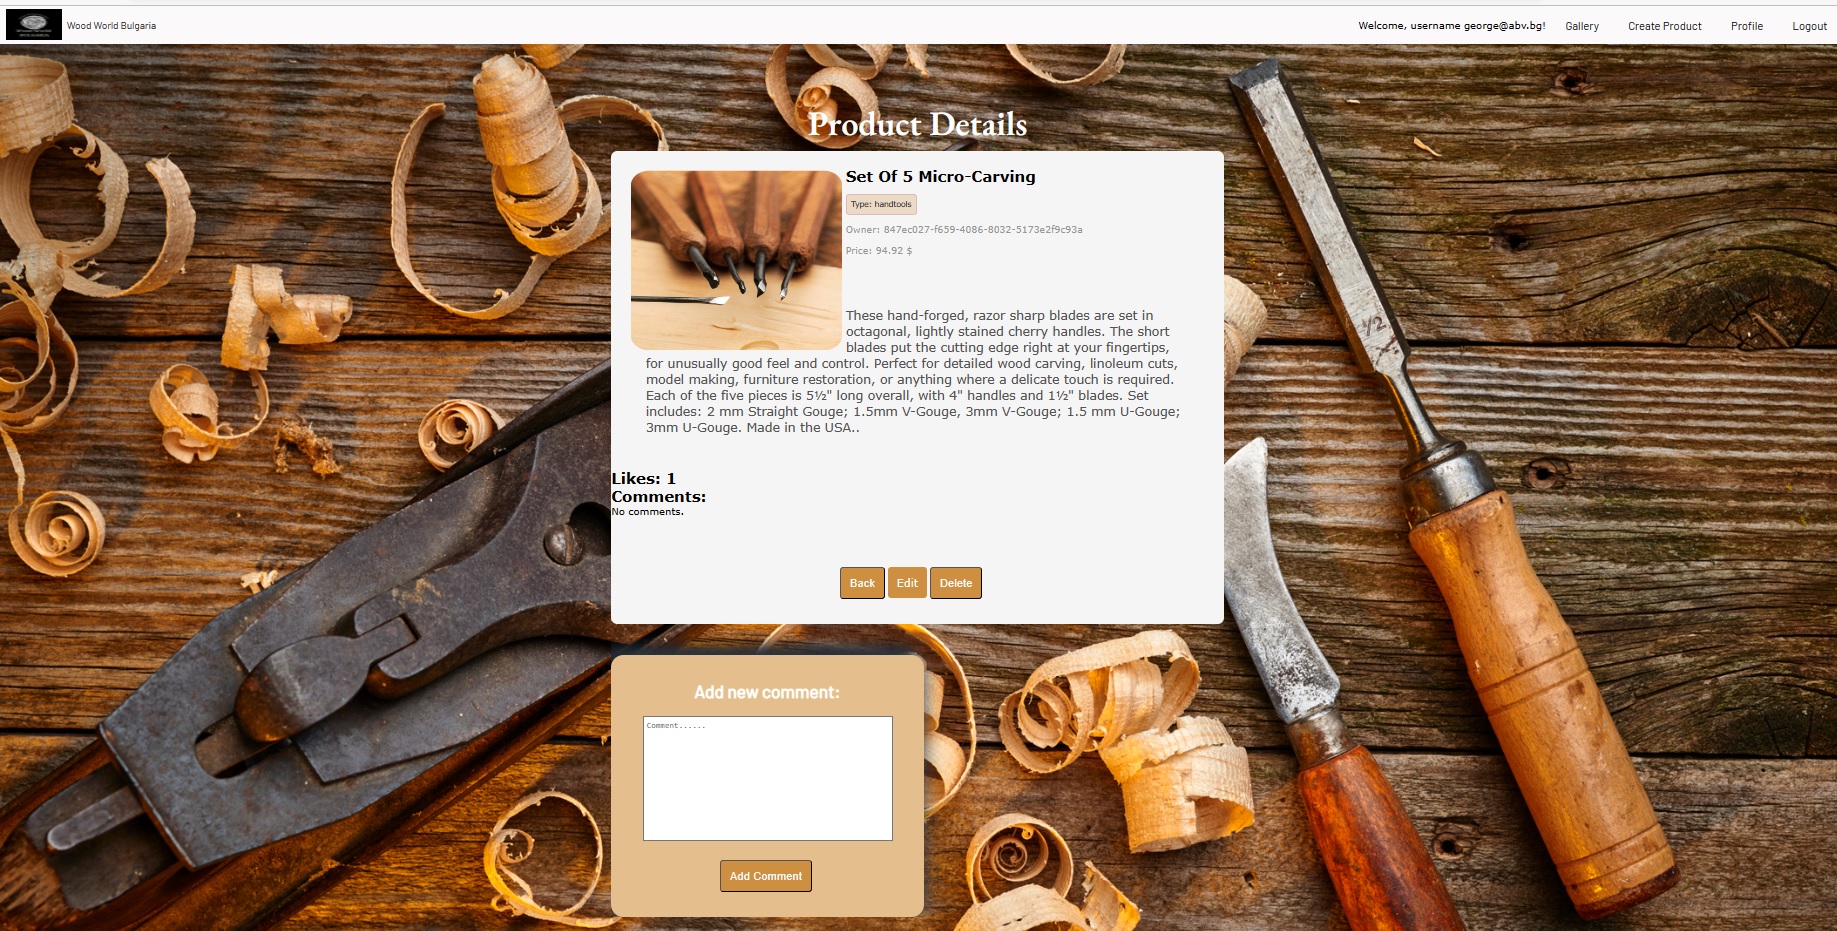 Wood World Bulgaria
Welcome, username george@abv.bg!
Gallery
Create Product
Profile
Logout
Product Details
Set Of 5 Micro-Carving
Type: handtools
Owner: 847ec027-f659-4086-8032-5173e2f9c93a
Price: 94.92 $
These hand-forged, razor sharp blades are set in
octagonal, lightly stained cherry handles. The short
blades put the cutting edge right at your fingertips,
for unusually good feel and control. Perfect for detailed wood carving, linoleum cuts,
model making, furniture restoration, or anything where a delicate touch is required.
Each of the five pieces is 5½" long overall, with 4" handles and 1½" blades. Set
includes: 2 mm Straight Gouge; 1.5mm V-Gouge, 3mm V-Gouge; 1.5 mm U-Gouge;
3mm U-Gouge. Made in the USA..
Likes: 1
Comments:
No comments.
Back
Edit
Delete
Add new comment:
Comment......
Add Comment
1/2